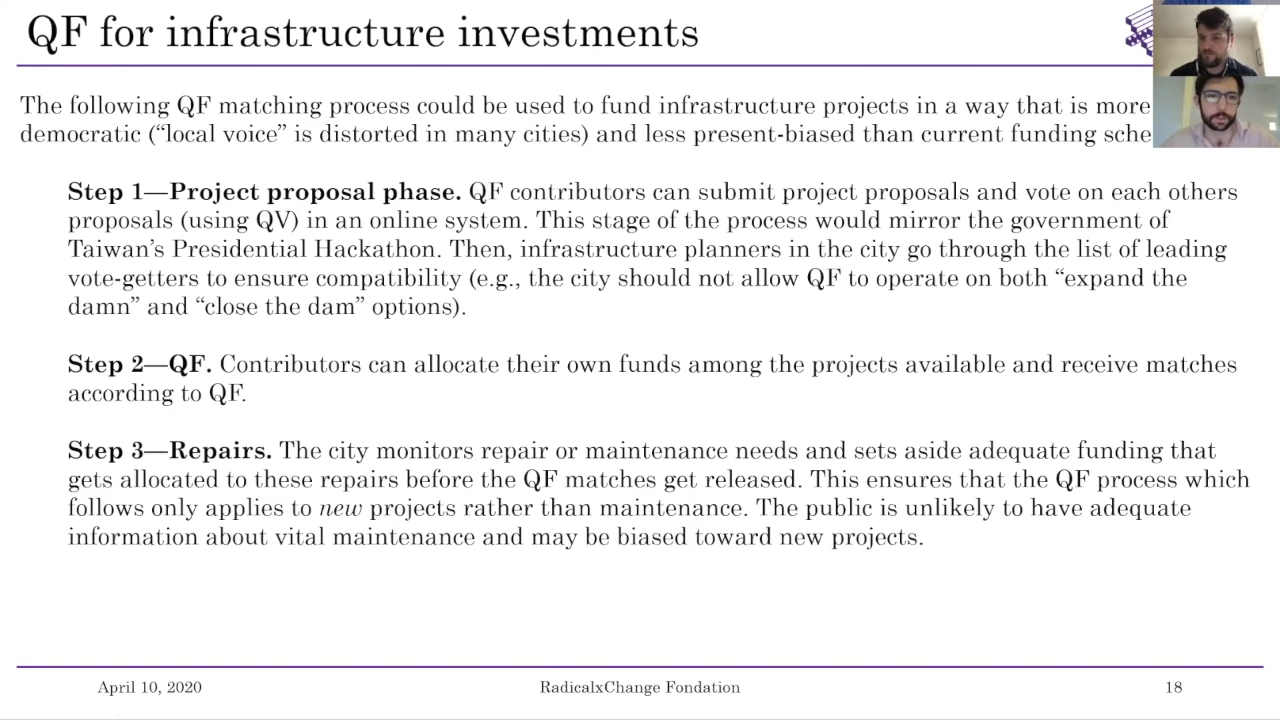 QF for infrastructure investments
The following QF matching process could be used to fund infrastructure projects in a way that is more
democratic (“local voice” is distorted in many cities) and less present-biased than current funding sche
Step 1—Project proposal phase. QF contributors can submit project proposals and vote on each others
proposals (using QV) in an online system. This stage of the process would mirror the government of
Taiwan’s Presidential Hackathon. Then, infrastructure planners in the city go through the list of leading
vote-getters to ensure compatibility (e.g., the city should not allow QF to operate on both “expand the
damn” and “close the dam” options).
Step 2—QF. Contributors can allocate their own funds among the projects available and receive matches
according to QF.
Step 3—Repairs. The city monitors repair or maintenance needs and sets aside adequate funding that
gets allocated to these repairs before the QF matches get released. This ensures that the QF process which
follows only applies to new projects rather than maintenance. The public is unlikely to have adequate
information about vital maintenance and may be biased toward new projects.
April 10, 2020
RadicalxChange Fondation
18